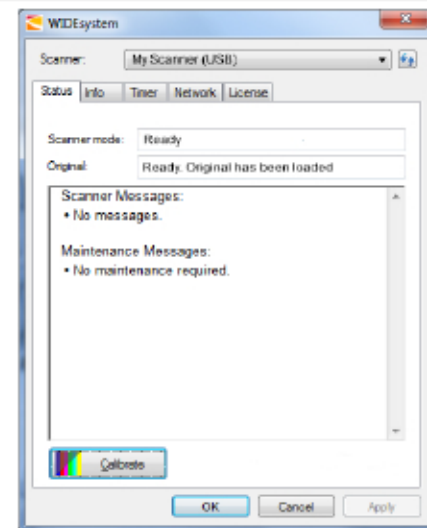 WIDEsystem
Scanner: My Scanner (USB)
Status Info Timer Network License
Scanner mode: Ready
Original: Ready. Original has been loaded
Scanner Messages:
• No messages.
Maintenance Messages:
• No maintenance required.
Calibrate
OK Cancel Apply